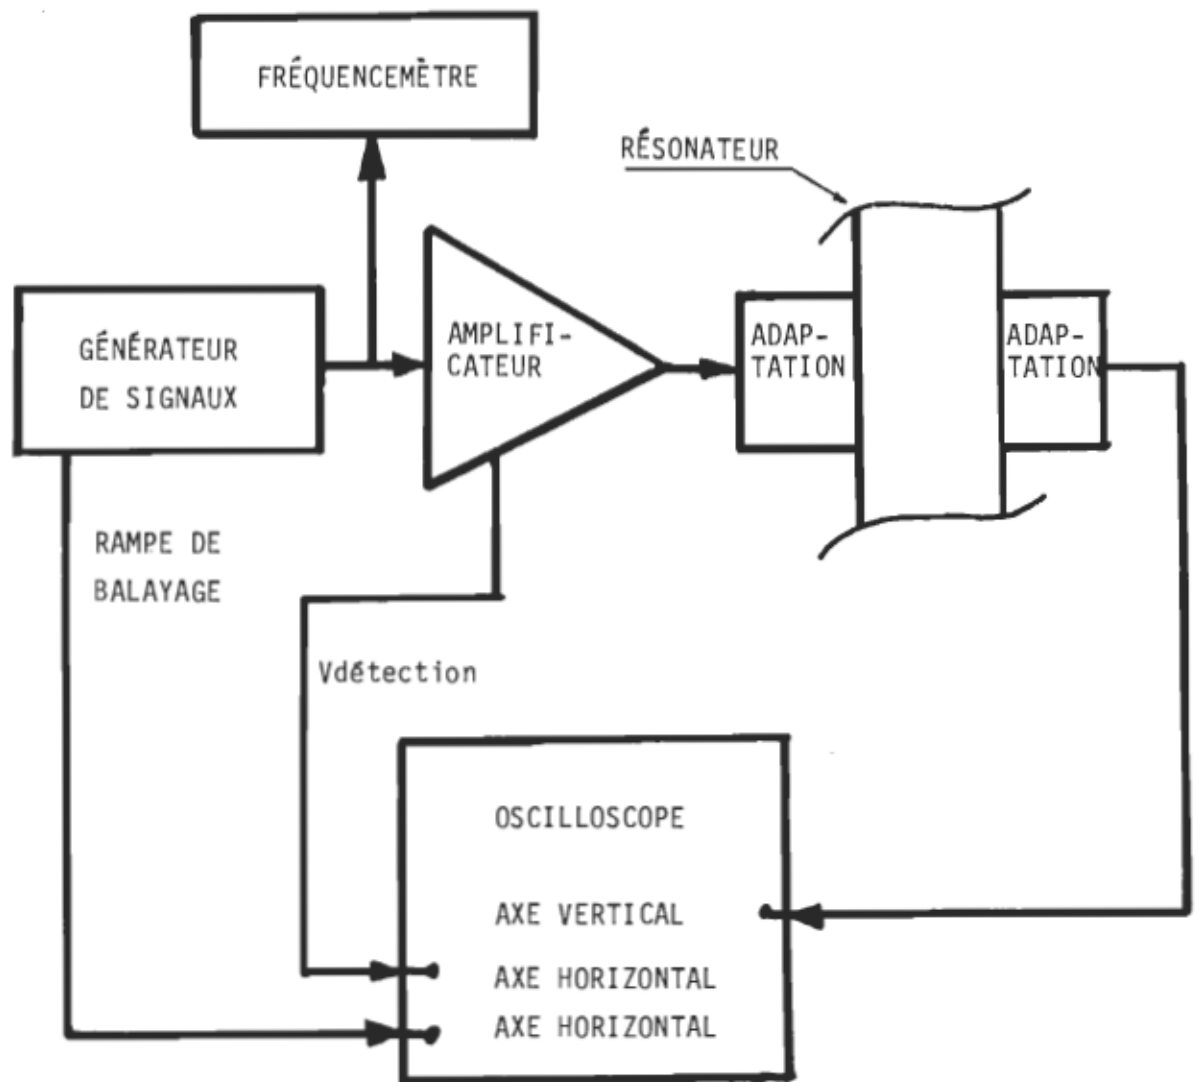 FRÉQUENCEMÈTRE
RÉSONATEUR
GÉNÉRATEUR
DE SIGNAUX
AMPLIFI-
CATEUR
ADAP-
TATION
ADAP-
TATION
RAMPE DE
BALAYAGE
Vdétection
OSCILLOSCOPE
AXE VERTICAL
AXE HORIZONTAL
AXE HORIZONTAL